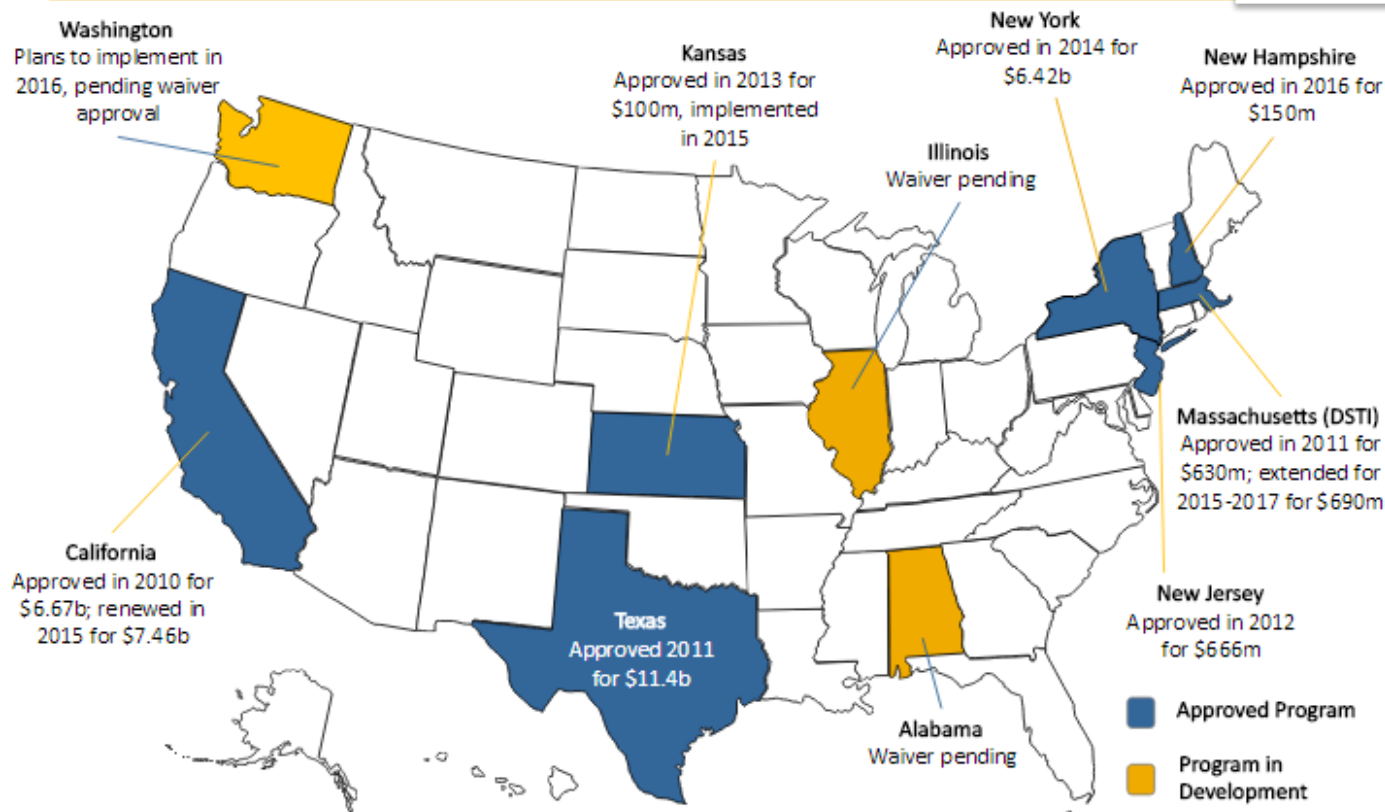 Washington
Plans to implement in
2016, pending waiver
approval
Kansas
Approved in 2013 for
$100m, implemented
in 2015
New York
Approved in 2014 for
$6.42b
New Hampshire
Approved in 2016 for
$150m
Illinois
Waiver pending
Massachusetts (DSTI)
Approved in 2011 for
$630m; extended for
2015-2017 for $690m
California
Approved in 2010 for
$6.67b; renewed in
2015 for $7.46b
Texas
Approved 2011
for $11.4b
New Jersey
Approved in 2012
for $666m
Alabama
Waiver pending
Approved Program
Program in
Development